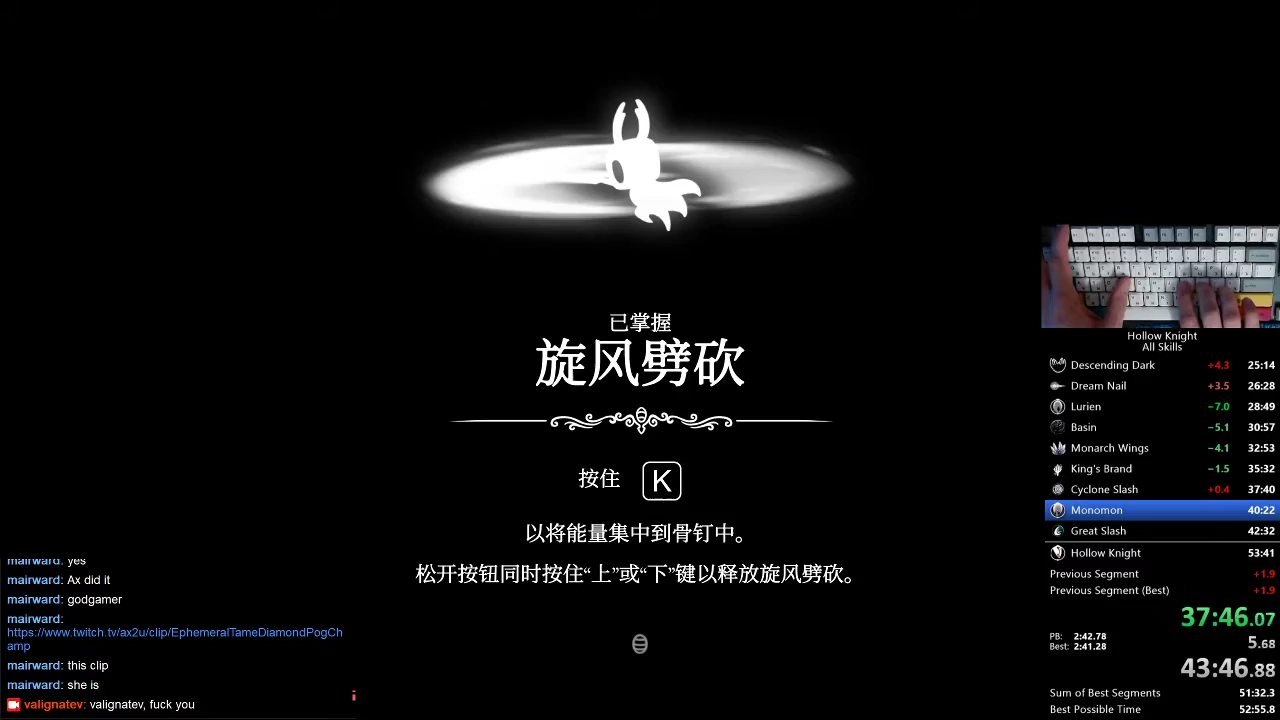 已掌握
旋风劈砍
按住 K
以将能量集中到骨钉中。
松开按钮同时按住“上”或“下”键以释放旋风劈砍。
Hollow Knight
All Skills
Descending Dark +4.3 25:14
Dream Nail +3.5 26:28
Lurien −7.0 28:49
Basin −5.1 30:57
Monarch Wings −4.1 32:53
King's Brand −1.5 35:32
Cyclone Slash +0.4 37:40
Monomon 40:22
Great Slash 42:32
Hollow Knight 53:41
Previous Segment +1.9
Previous Segment (Best) +1.9
37:46.07
PB: 2:42.78
Best: 2:41.28
5.68
43:46.88
Sum of Best Segments 51:32.3
Best Possible Time 52:55.8
mairward: yes
mairward: Ax did it
mairward: godgamer
mairward:
https://www.twitch.tv/ax2u/clip/EphemeralTameDiamondPogCh
amp
mairward: this clip
mairward: she is
valignatev: valignatev, fuck you